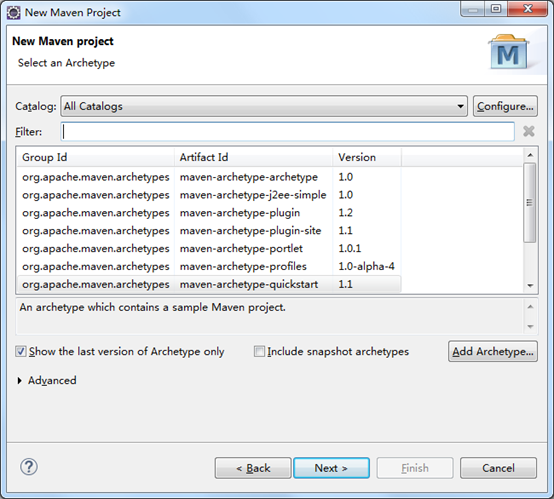 New Maven Project
New Maven project
Select an Archetype
M
Catalog: All Catalogs Configure...
Filter:
Group Id Artifact Id Version
org.apache.maven.archetypes maven-archetype-archetype 1.0
org.apache.maven.archetypes maven-archetype-j2ee-simple 1.0
org.apache.maven.archetypes maven-archetype-plugin 1.2
org.apache.maven.archetypes maven-archetype-plugin-site 1.1
org.apache.maven.archetypes maven-archetype-portlet 1.0.1
org.apache.maven.archetypes maven-archetype-profiles 1.0-alpha-4
org.apache.maven.archetypes maven-archetype-quickstart 1.1
An archetype which contains a sample Maven project.
Show the last version of Archetype only Include snapshot archetypes Add Archetype...
Advanced
? < Back Next > Finish Cancel